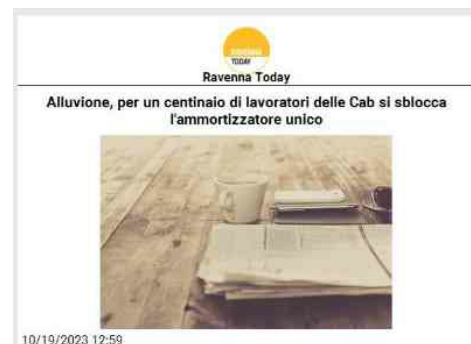 TODAY
Ravenna Today
Alluvione, per un centinaio di lavoratori delle Cab si sblocca
l'ammortizzatore unico
10/19/2023 12:59